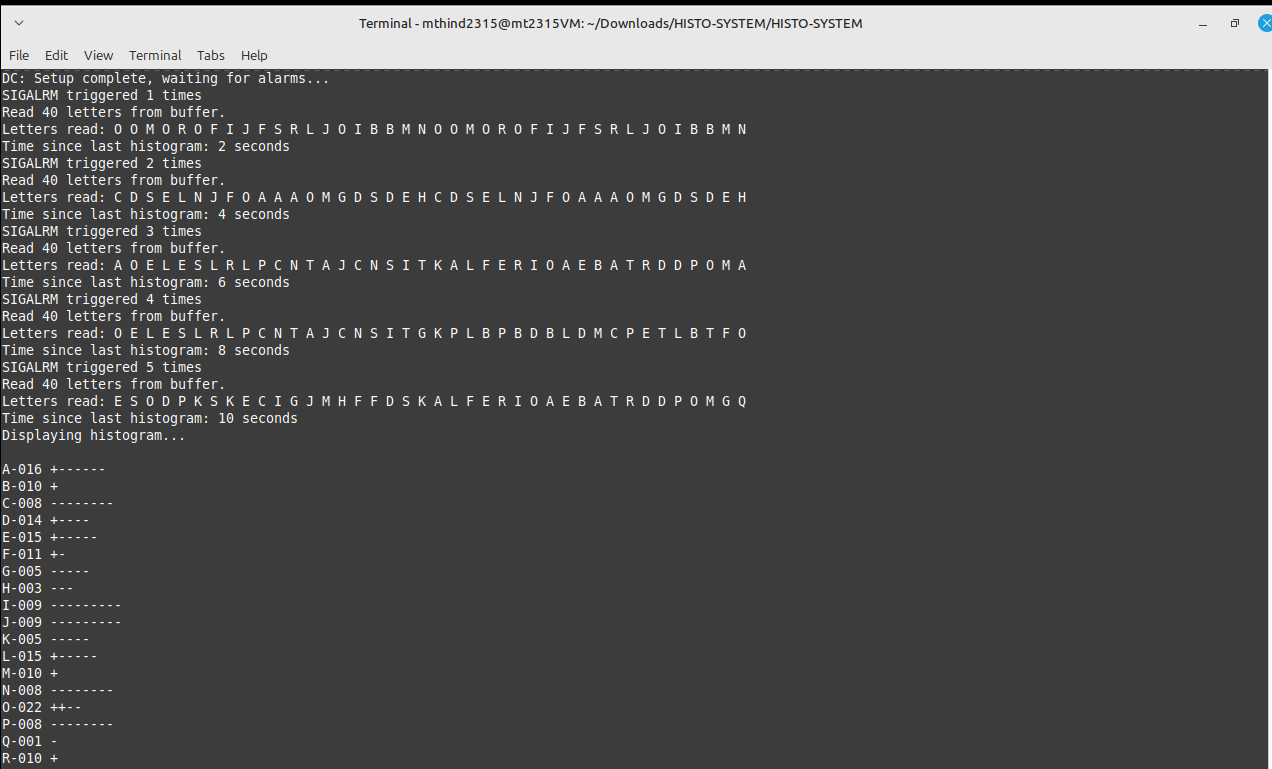 Terminal - mthind2315@mt2315VM: ~/Downloads/HISTO-SYSTEM/HISTO-SYSTEM
File Edit View Terminal Tabs Help
DC: Setup complete, waiting for alarms...
SIGALRM triggered 1 times
Read 40 letters from buffer.
Letters read: O O M O R O F I J F S R L J O I B B M N O O M O R O F I J F S R L J O I B B M N
Time since last histogram: 2 seconds
SIGALRM triggered 2 times
Read 40 letters from buffer.
Letters read: C D S E L N J F O A A A O M G D S D E H C D S E L N J F O A A A O M G D S D E H
Time since last histogram: 4 seconds
SIGALRM triggered 3 times
Read 40 letters from buffer.
Letters read: A O E L E S L R L P C N T A J C N S I T K A L F E R I O A E B A T R D D P O M A
Time since last histogram: 6 seconds
SIGALRM triggered 4 times
Read 40 letters from buffer.
Letters read: O E L E S L R L P C N T A J C N S I T G K P L B P B D B L D M C P E T L B T F O
Time since last histogram: 8 seconds
SIGALRM triggered 5 times
Read 40 letters from buffer.
Letters read: E S O D P K S K E C I G J M H F F D S K A L F E R I O A E B A T R D D P O M G Q
Time since last histogram: 10 seconds
Displaying histogram...
A-016 +------
B-010 +
C-008 --------
D-014 +----
E-015 +-----
F-011 +-
G-005 -----
H-003 ---
I-009 ---------
J-009 ---------
K-005 -----
L-015 +-----
M-010 +
N-008 --------
O-022 ++--
P-008 --------
Q-001 -
R-010 +